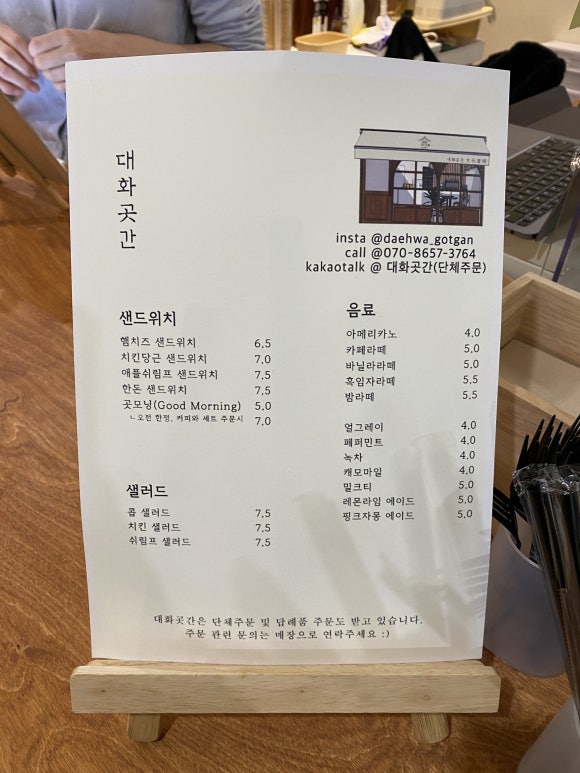 대화곳간
대화곳간
insta @daehwa_gotgan
call @070-8657-3764
kakaotalk @ 대화곳간(단체주문)
샌드위치
햄치즈 샌드위치 6,5
치킨당근 샌드위치 7,0
애플쉬림프 샌드위치 7,5
한돈 샌드위치 7,5
곳모닝(Good Morning) 5,0
ㄴ오전 한정, 커피와 세트 주문시 7,0
샐러드
콥 샐러드 7,5
치킨 샐러드 7,5
쉬림프 샐러드 7,5
음료
아메리카노 4,0
카페라떼 5,0
바닐라라떼 5,0
흑임자라떼 5,5
밤라떼 5,5
얼그레이 4,0
페퍼민트 4,0
녹차 4,0
캐모마일 4,0
밀크티 5,0
레몬라임 에이드 5,0
핑크자몽 에이드 5,0
대화곳간은 단체주문 및 답례품 주문도 받고 있습니다.
주문 관련 문의는 매장으로 연락주세요 :)